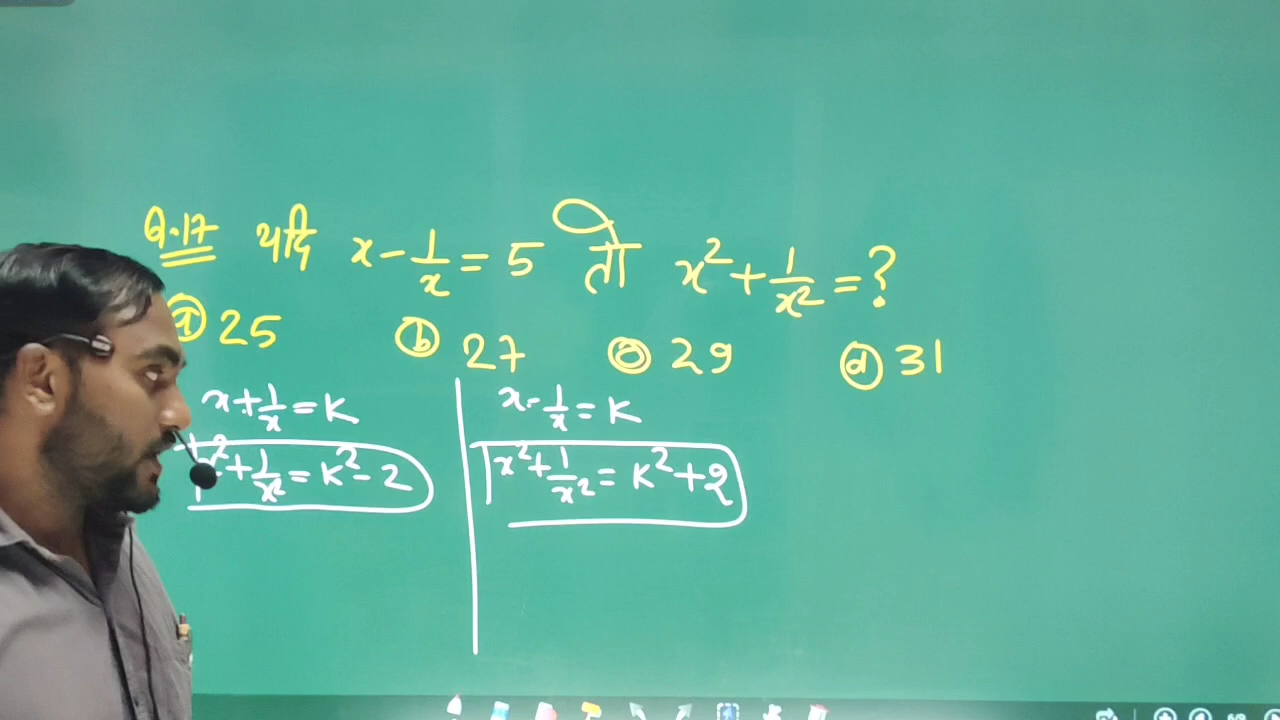 Q.17 यदि x - 1/x = 5 तो x² + 1/x² = ?
(a) 25 (b) 27 (c) 29 (d) 31
x + 1/x = K
x² + 1/x² = K² - 2
x - 1/x = K
x² + 1/x² = K² + 2